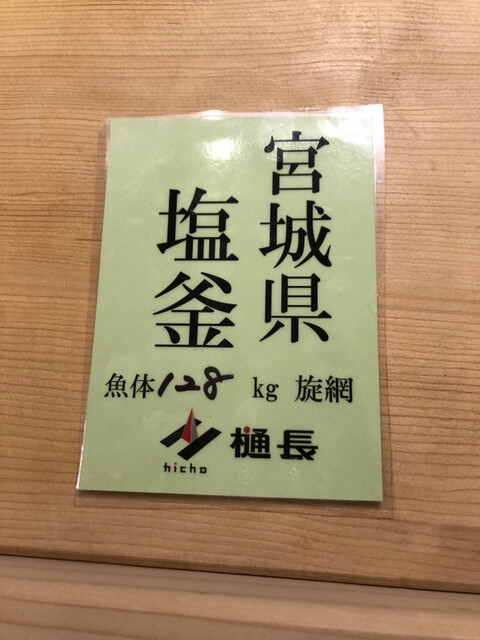 宮城県
塩釜
魚体128kg 旋網
樋長
hicho